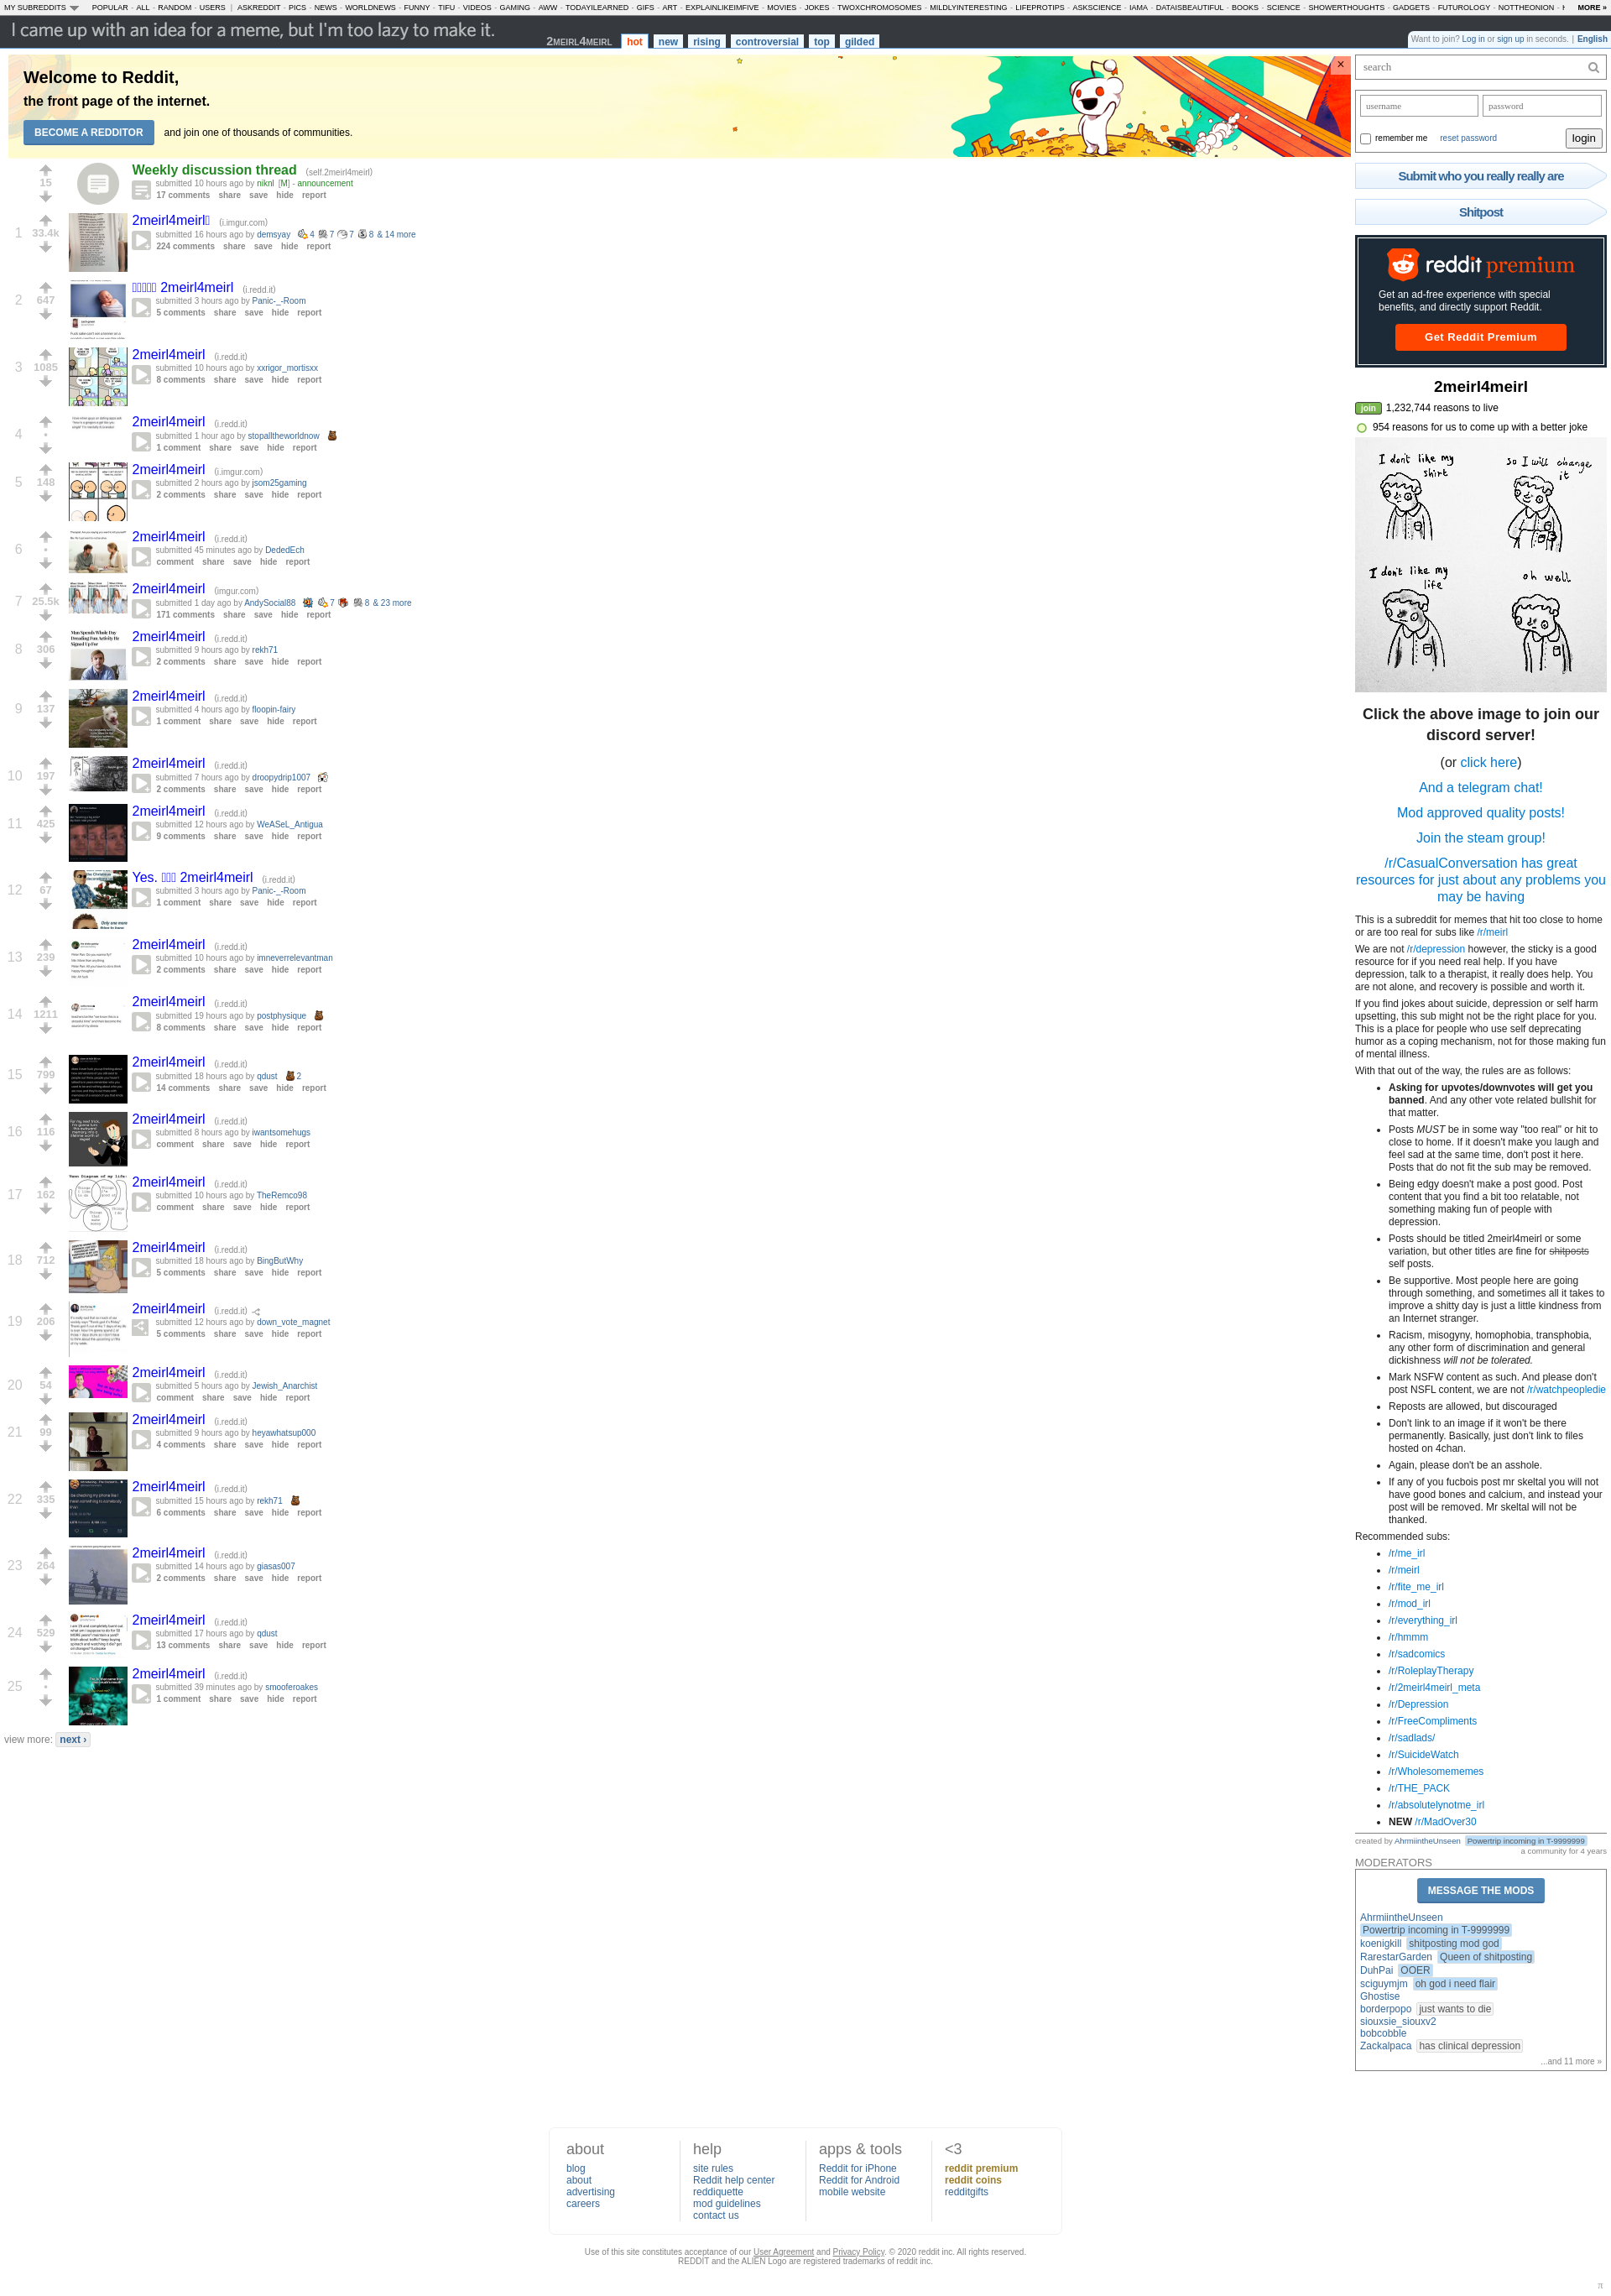 MY SUBREDDITS POPULAR - ALL - RANDOM - USERS | ASKREDDIT - PICS - NEWS - WORLDNEWS - FUNNY - TIFU - VIDEOS - GAMING - AWW - TODAYILEARNED - GIFS - ART - EXPLAINLIKEIMFIVE - MOVIES - JOKES - TWOXCHROMOSOMES - MILDLYINTERESTING - LIFEPROTIPS - ASKSCIENCE - IAMA - DATAISBEAUTIFUL - BOOKS - SCIENCE - SHOWERTHOUGHTS - GADGETS - FUTUROLOGY - NOTTHEONION - MORE »
I came up with an idea for a meme, but I'm too lazy to make it.
2MEIRL4MEIRL hot new rising controversial top gilded
Want to join? Log in or sign up in seconds. | English
Welcome to Reddit,
the front page of the internet.
BECOME A REDDITOR and join one of thousands of communities.
×
15
Weekly discussion thread (self.2meirl4meirl)
submitted 10 hours ago by niknl [M] - announcement
17 comments share save hide report
1 33.4k
2meirl4meirl (i.imgur.com)
submitted 16 hours ago by demsyay 4 7 7 8 & 14 more
224 comments share save hide report
2 647
2meirl4meirl (i.redd.it)
submitted 3 hours ago by Panic-_-Room
5 comments share save hide report
3 1085
2meirl4meirl (i.redd.it)
submitted 10 hours ago by xxrigor_mortisxx
8 comments share save hide report
4 •
2meirl4meirl (i.redd.it)
submitted 1 hour ago by stopalltheworldnow
1 comment share save hide report
5 148
2meirl4meirl (i.imgur.com)
submitted 2 hours ago by jsom25gaming
2 comments share save hide report
6 •
2meirl4meirl (i.redd.it)
submitted 45 minutes ago by DededEch
comment share save hide report
7 25.5k
2meirl4meirl (imgur.com)
submitted 1 day ago by AndySocial88 7 8 & 23 more
171 comments share save hide report
8 306
Man Spends Whole Day Dreading Fun Activity He Signed Up For
2meirl4meirl (i.redd.it)
submitted 9 hours ago by rekh71
2 comments share save hide report
9 137
2meirl4meirl (i.redd.it)
submitted 4 hours ago by floopin-fairy
1 comment share save hide report
10 197
2meirl4meirl (i.redd.it)
submitted 7 hours ago by droopydrip1007
2 comments share save hide report
11 425
2meirl4meirl (i.redd.it)
submitted 12 hours ago by WeASeL_Antigua
9 comments share save hide report
12 67
Yes. 2meirl4meirl (i.redd.it)
submitted 3 hours ago by Panic-_-Room
1 comment share save hide report
13 239
2meirl4meirl (i.redd.it)
submitted 10 hours ago by imneverrelevantman
2 comments share save hide report
14 1211
2meirl4meirl (i.redd.it)
submitted 19 hours ago by postphysique
8 comments share save hide report
15 799
2meirl4meirl (i.redd.it)
submitted 18 hours ago by qdust 2
14 comments share save hide report
16 116
2meirl4meirl (i.redd.it)
submitted 8 hours ago by iwantsomehugs
comment share save hide report
17 162
2meirl4meirl (i.redd.it)
submitted 10 hours ago by TheRemco98
comment share save hide report
18 712
2meirl4meirl (i.redd.it)
submitted 18 hours ago by BingButWhy
5 comments share save hide report
19 206
2meirl4meirl (i.redd.it)
submitted 12 hours ago by down_vote_magnet
5 comments share save hide report
20 54
2meirl4meirl (i.redd.it)
submitted 5 hours ago by Jewish_Anarchist
comment share save hide report
21 99
2meirl4meirl (i.redd.it)
submitted 9 hours ago by heyawhatsup000
4 comments share save hide report
22 335
2meirl4meirl (i.redd.it)
submitted 15 hours ago by rekh71
6 comments share save hide report
23 264
2meirl4meirl (i.redd.it)
submitted 14 hours ago by giasas007
2 comments share save hide report
24 529
2meirl4meirl (i.redd.it)
submitted 17 hours ago by qdust
13 comments share save hide report
25 •
2meirl4meirl (i.redd.it)
submitted 39 minutes ago by smooferoakes
1 comment share save hide report
view more: next ›
search
username password
remember me reset password login
Submit who you really really are
Shitpost
reddit premium
Get an ad-free experience with special
benefits, and directly support Reddit.
Get Reddit Premium
2meirl4meirl
join 1,232,744 reasons to live
954 reasons for us to come up with a better joke
I don't like my shirt
so I will change it
I don't like my life
oh well
Click the above image to join our
discord server!
(or click here)
And a telegram chat!
Mod approved quality posts!
Join the steam group!
/r/CasualConversation has great
resources for just about any problems you
may be having
This is a subreddit for memes that hit too close to home
or are too real for subs like /r/meirl
We are not /r/depression however, the sticky is a good
resource for if you need real help. If you have
depression, talk to a therapist, it really does help. You
are not alone, and recovery is possible and worth it.
If you find jokes about suicide, depression or self harm
upsetting, this sub might not be the right place for you.
This is a place for people who use self deprecating
humor as a coping mechanism, not for those making fun
of mental illness.
With that out of the way, the rules are as follows:
• Asking for upvotes/downvotes will get you
banned. And any other vote related bullshit for
that matter.
• Posts MUST be in some way "too real" or hit to
close to home. If it doesn't make you laugh and
feel sad at the same time, don't post it here.
Posts that do not fit the sub may be removed.
• Being edgy doesn't make a post good. Post
content that you find a bit too relatable, not
something making fun of people with
depression.
• Posts should be titled 2meirl4meirl or some
variation, but other titles are fine for shitposts
self posts.
• Be supportive. Most people here are going
through something, and sometimes all it takes to
improve a shitty day is just a little kindness from
an Internet stranger.
• Racism, misogyny, homophobia, transphobia,
any other form of discrimination and general
dickishness will not be tolerated.
• Mark NSFW content as such. And please don't
post NSFL content, we are not /r/watchpeopledie
• Reposts are allowed, but discouraged
• Don't link to an image if it won't be there
permanently. Basically, just don't link to files
hosted on 4chan.
• Again, please don't be an asshole.
• If any of you fucbois post mr skeltal you will not
have good bones and calcium, and instead your
post will be removed. Mr skeltal will not be
thanked.
Recommended subs:
• /r/me_irl
• /r/meirl
• /r/fite_me_irl
• /r/mod_irl
• /r/everything_irl
• /r/hmmm
• /r/sadcomics
• /r/RoleplayTherapy
• /r/2meirl4meirl_meta
• /r/Depression
• /r/FreeCompliments
• /r/sadlads/
• /r/SuicideWatch
• /r/Wholesomememes
• /r/THE_PACK
• /r/absolutelynotme_irl
• NEW /r/MadOver30
created by AhrmiintheUnseen Powertrip incoming in T-9999999
a community for 4 years
MODERATORS
MESSAGE THE MODS
AhrmiintheUnseen
Powertrip incoming in T-9999999
koenigkill shitposting mod god
RarestarGarden Queen of shitposting
DuhPai OOER
sciguymjm oh god i need flair
Ghostise
borderpopo just wants to die
siouxsie_siouxv2
bobcobble
Zackalpaca has clinical depression
...and 11 more »
about
blog
about
advertising
careers
help
site rules
Reddit help center
reddiquette
mod guidelines
contact us
apps & tools
Reddit for iPhone
Reddit for Android
mobile website
<3
reddit premium
reddit coins
redditgifts
Use of this site constitutes acceptance of our User Agreement and Privacy Policy. © 2020 reddit inc. All rights reserved.
REDDIT and the ALIEN Logo are registered trademarks of reddit inc.
π